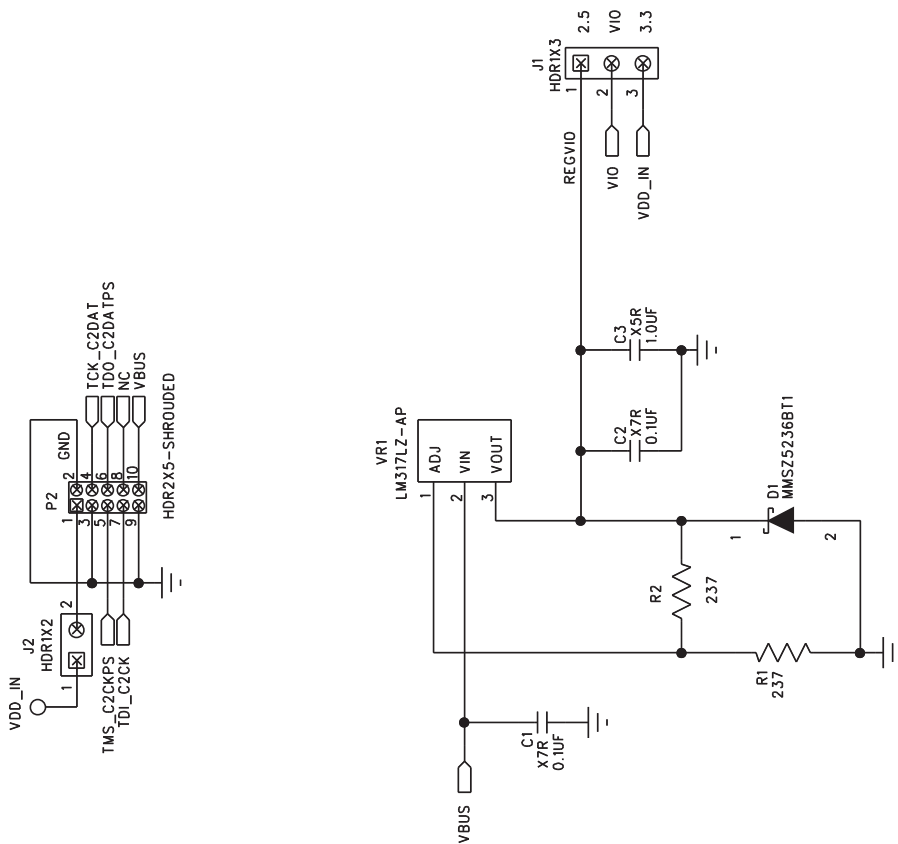 J1
HDR1X3
2.5
VIO
3.3
1
2
3
REGVIO
VIO
VDD_IN
C3
X5R
1.0UF
C2
X7R
0.1UF
VR1
LM317LZ-AP
ADJ
VIN
VOUT
1
2
3
R2
237
D1
MMSZ5236BT1
1
2
R1
237
C1
X7R
0.1UF
VBUS
TCK_C2DAT
TDO_C2DATPS
NC
VBUS
GND
P2
HDR2X5-SHROUDED
2
4
6
8
10
1
3
5
7
9
J2
HDR1X2
2
1
VDD_IN
TMS_C2CKPS
TDI_C2CK